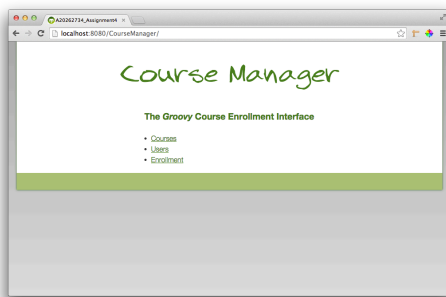 A20262734_Assignment4
localhost:8080/CourseManager/
Course Manager
The Groovy Course Enrollment Interface
• Courses
• Users
• Enrollment